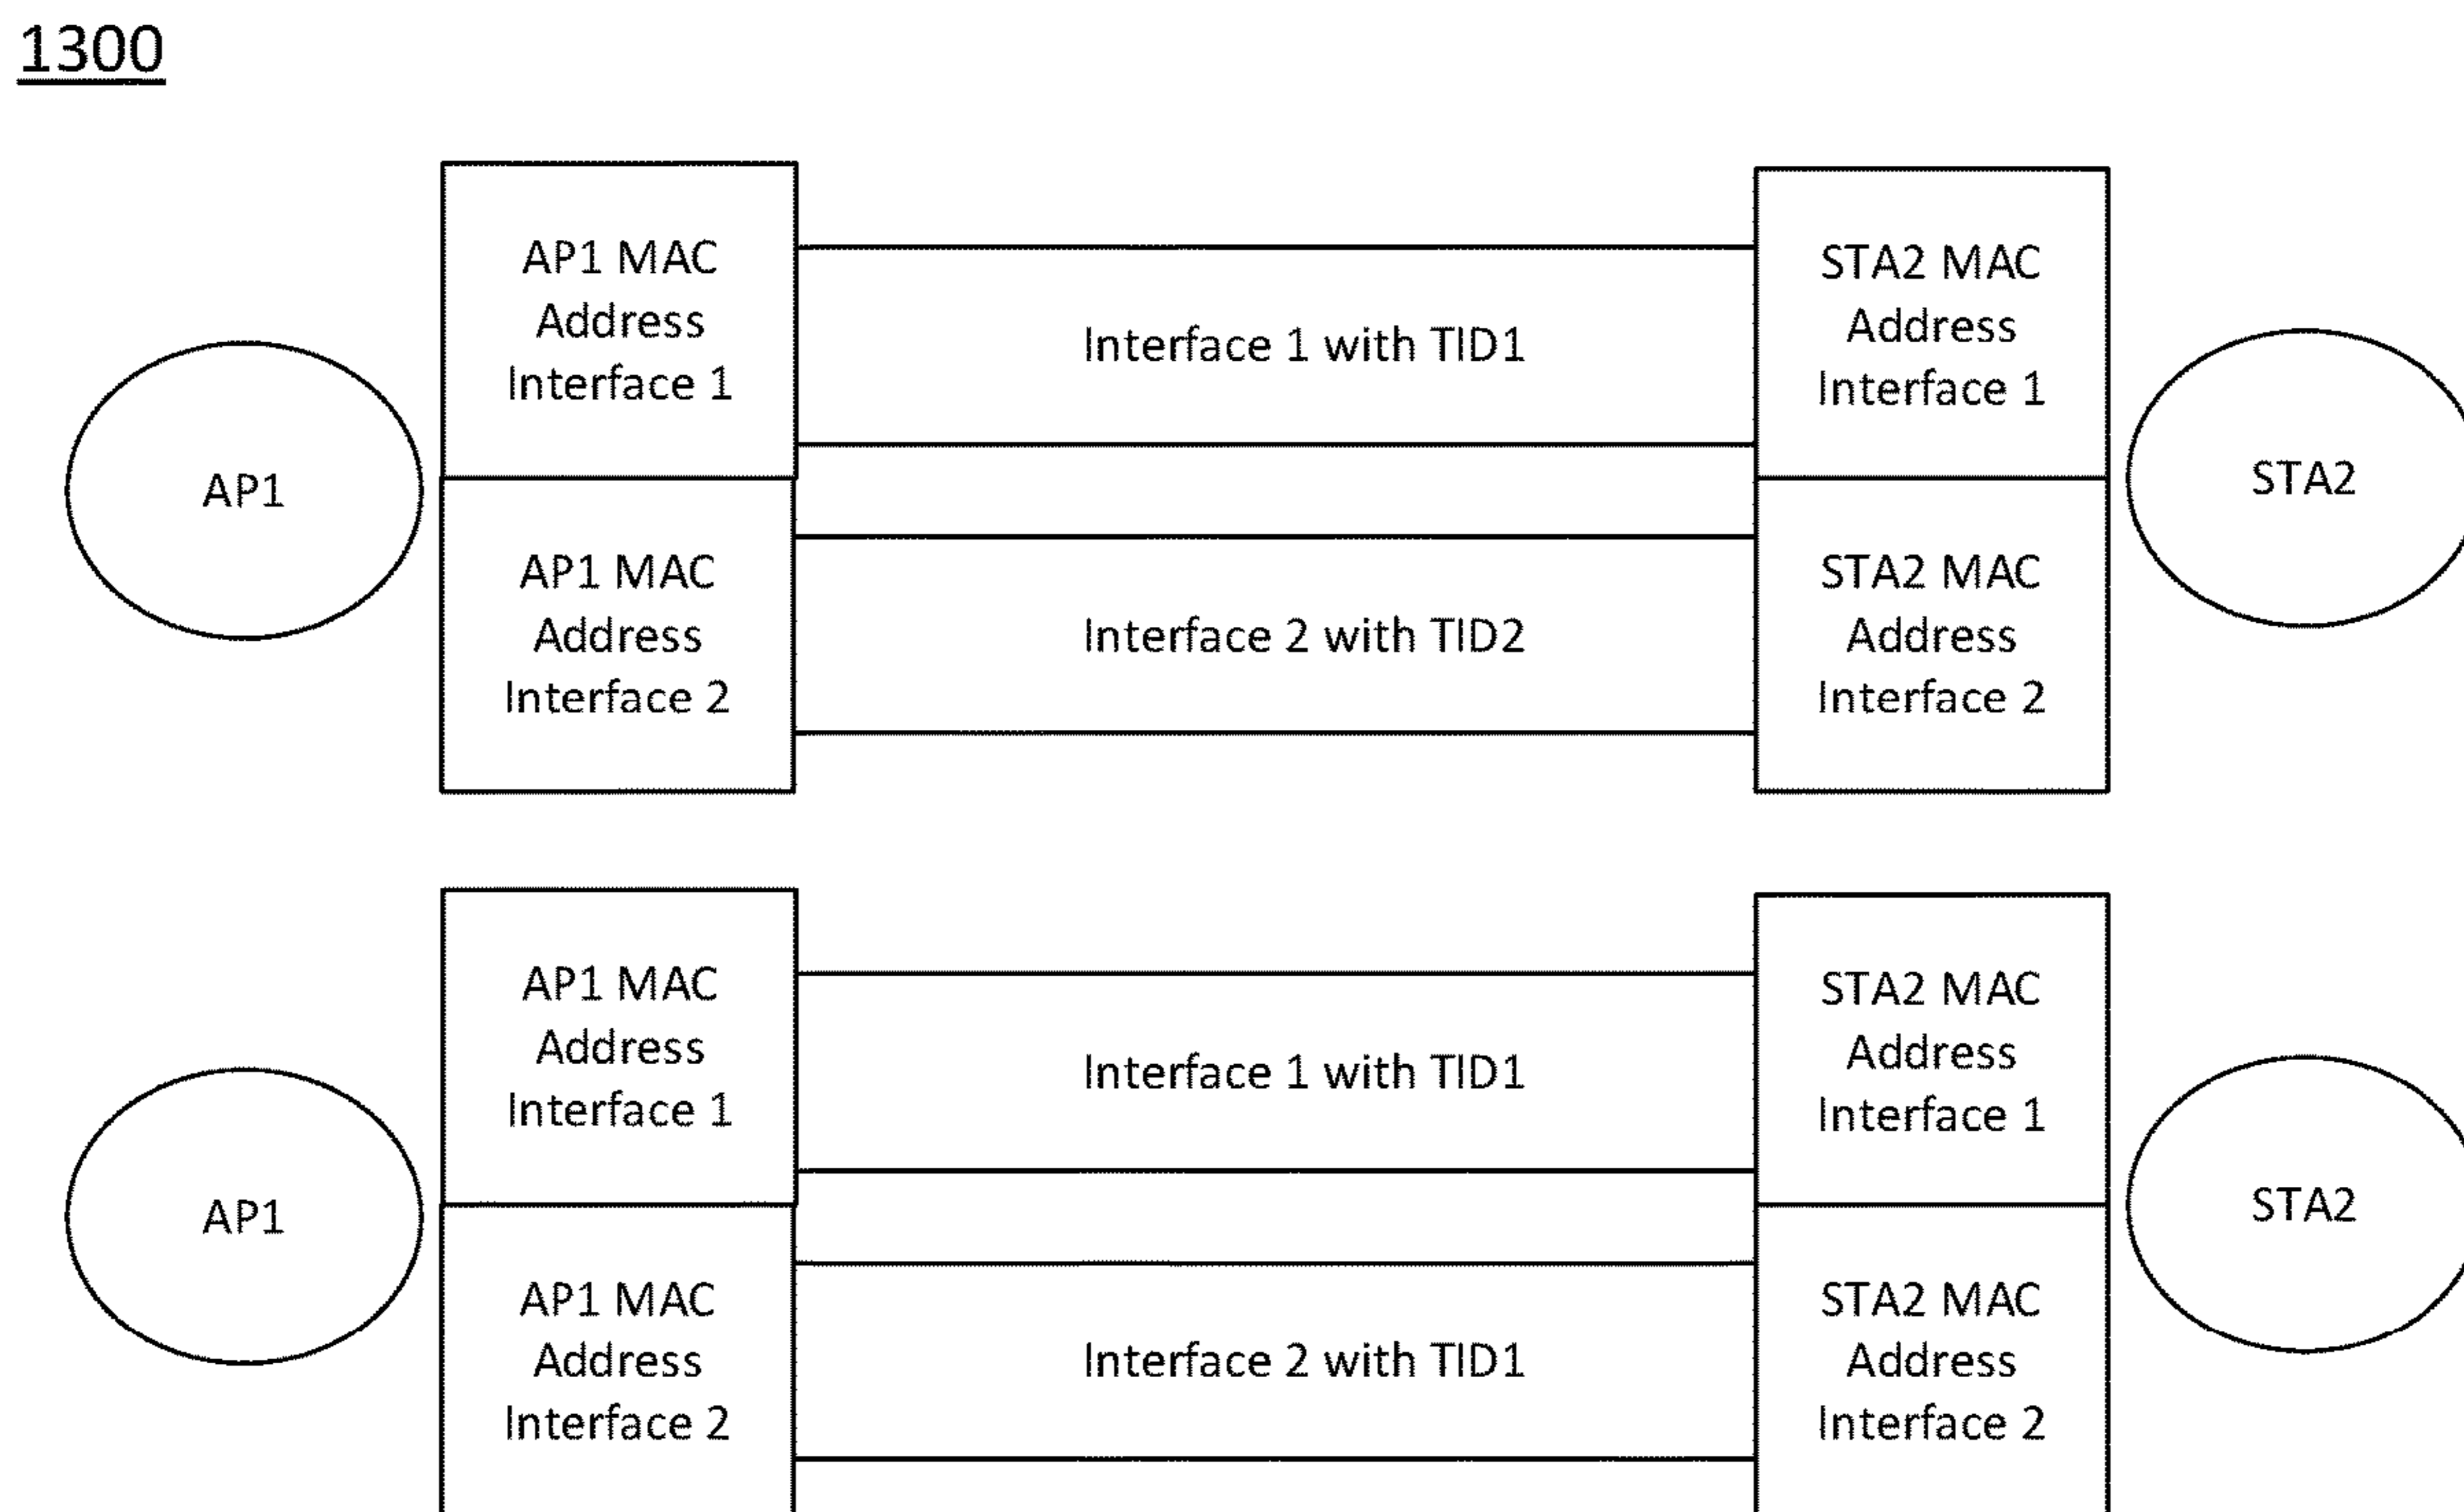 1300
AP1 MAC
Address
Interface 1
Interface 1 with TID1
STA2 MAC
Address
Interface 1
AP1
STA2
AP1 MAC
Address
Interface 2
Interface 2 with TID2
STA2 MAC
Address
Interface 2
AP1 MAC
Address
Interface 1
Interface 1 with TID1
STA2 MAC
Address
Interface 1
AP1
STA2
AP1 MAC
Address
Interface 2
Interface 2 with TID1
STA2 MAC
Address
Interface 2